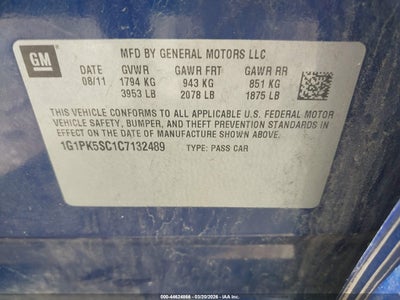 GM
MFD BY GENERAL MOTORS LLC
DATE GVWR GAWR FRT GAWR RR
08/11 1794 KG 943 KG 851 KG
3953 LB 2078 LB 1875 LB
THIS VEHICLE CONFORMS TO ALL APPLICABLE U.S. FEDERAL MOTOR
VEHICLE SAFETY, BUMPER, AND THEFT PREVENTION STANDARDS IN
EFFECT ON THE DATE OF MANUFACTURE SHOWN ABOVE.
1G1PK5SC1C7132489 TYPE: PASS CAR
IAA 44624868 03/20/2026 IAA